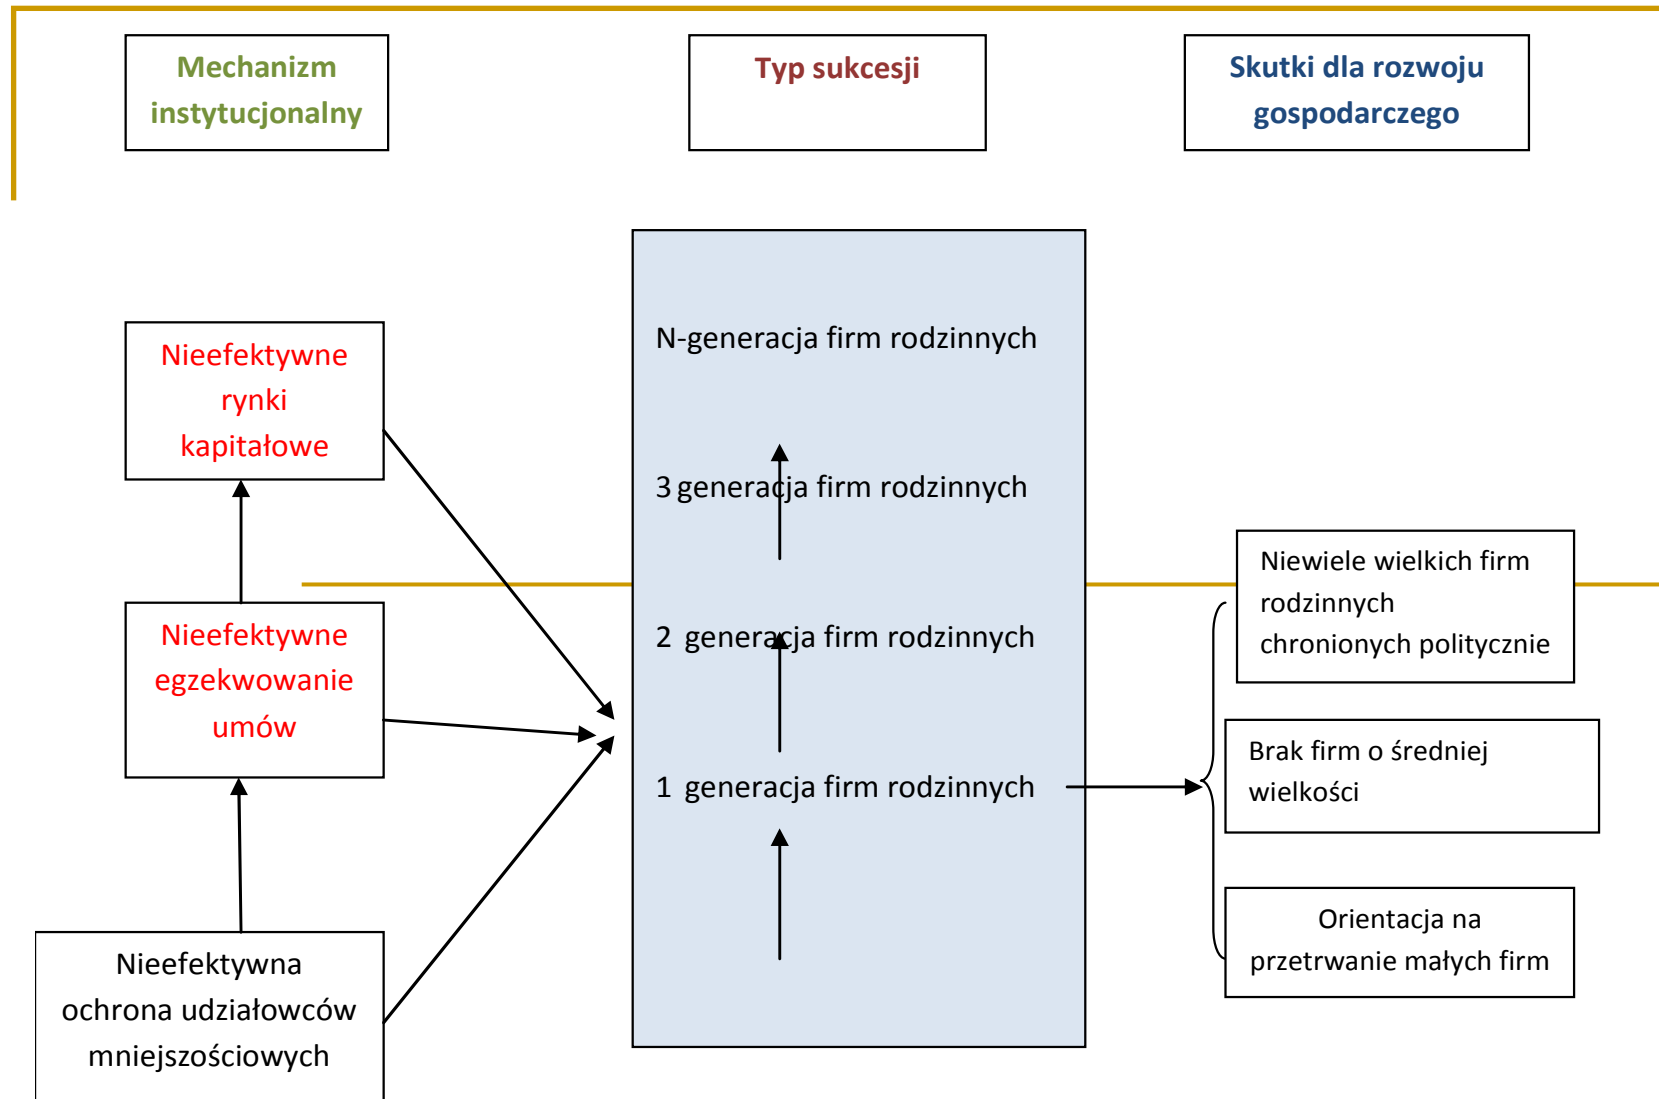 Mechanizm
instytucjonalny
Typ sukcesji
Skutki dla rozwoju
gospodarczego
Nieefektywne
rynki
kapitałowe
Nieefektywne
egzekwowanie
umów
Nieefektywna
ochrona udziałowców
mniejszościowych
N-generacja firm rodzinnych
3 generacja firm rodzinnych
2 generacja firm rodzinnych
1 generacja firm rodzinnych
Niewiele wielkich firm
rodzinnych
chronionych politycznie
Brak firm o średniej
wielkości
Orientacja na
przetrwanie małych firm